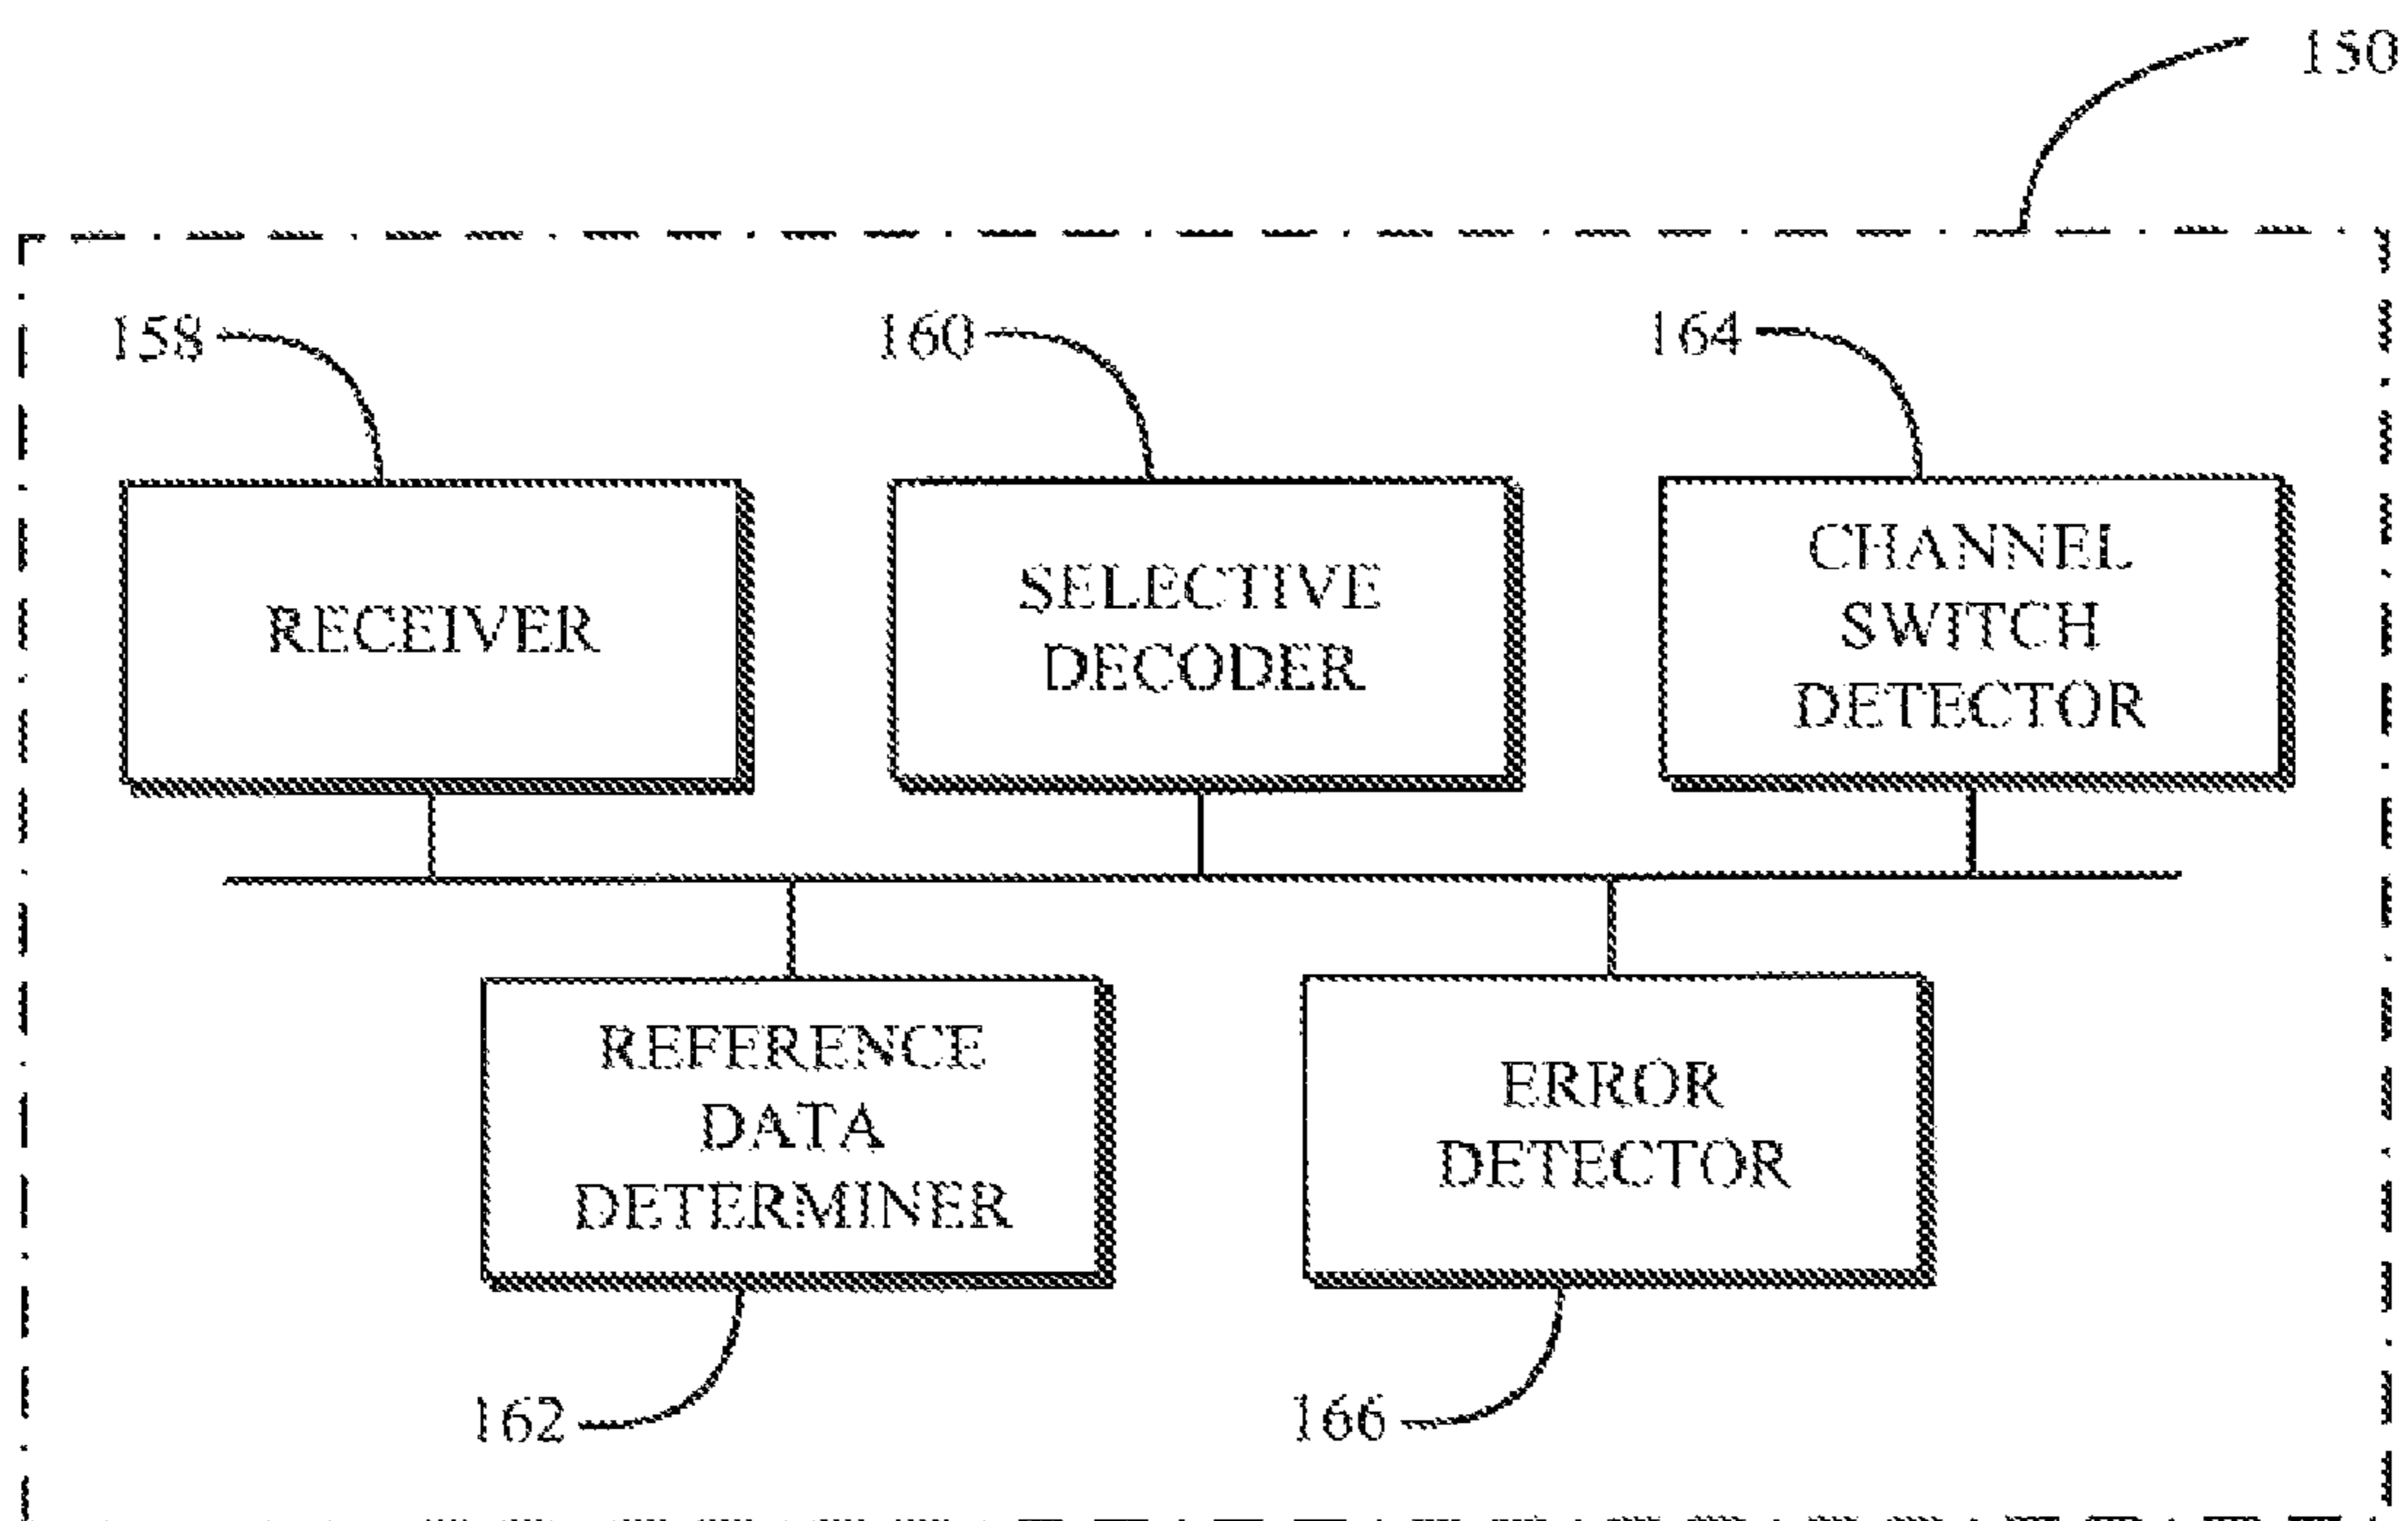 150
158
160
164
RECEIVER
SELECTIVE
DECODER
CHANNEL
SWITCH
DETECTOR
REFERENCE
DATA
DETERMINER
ERROR
DETECTOR
162
166